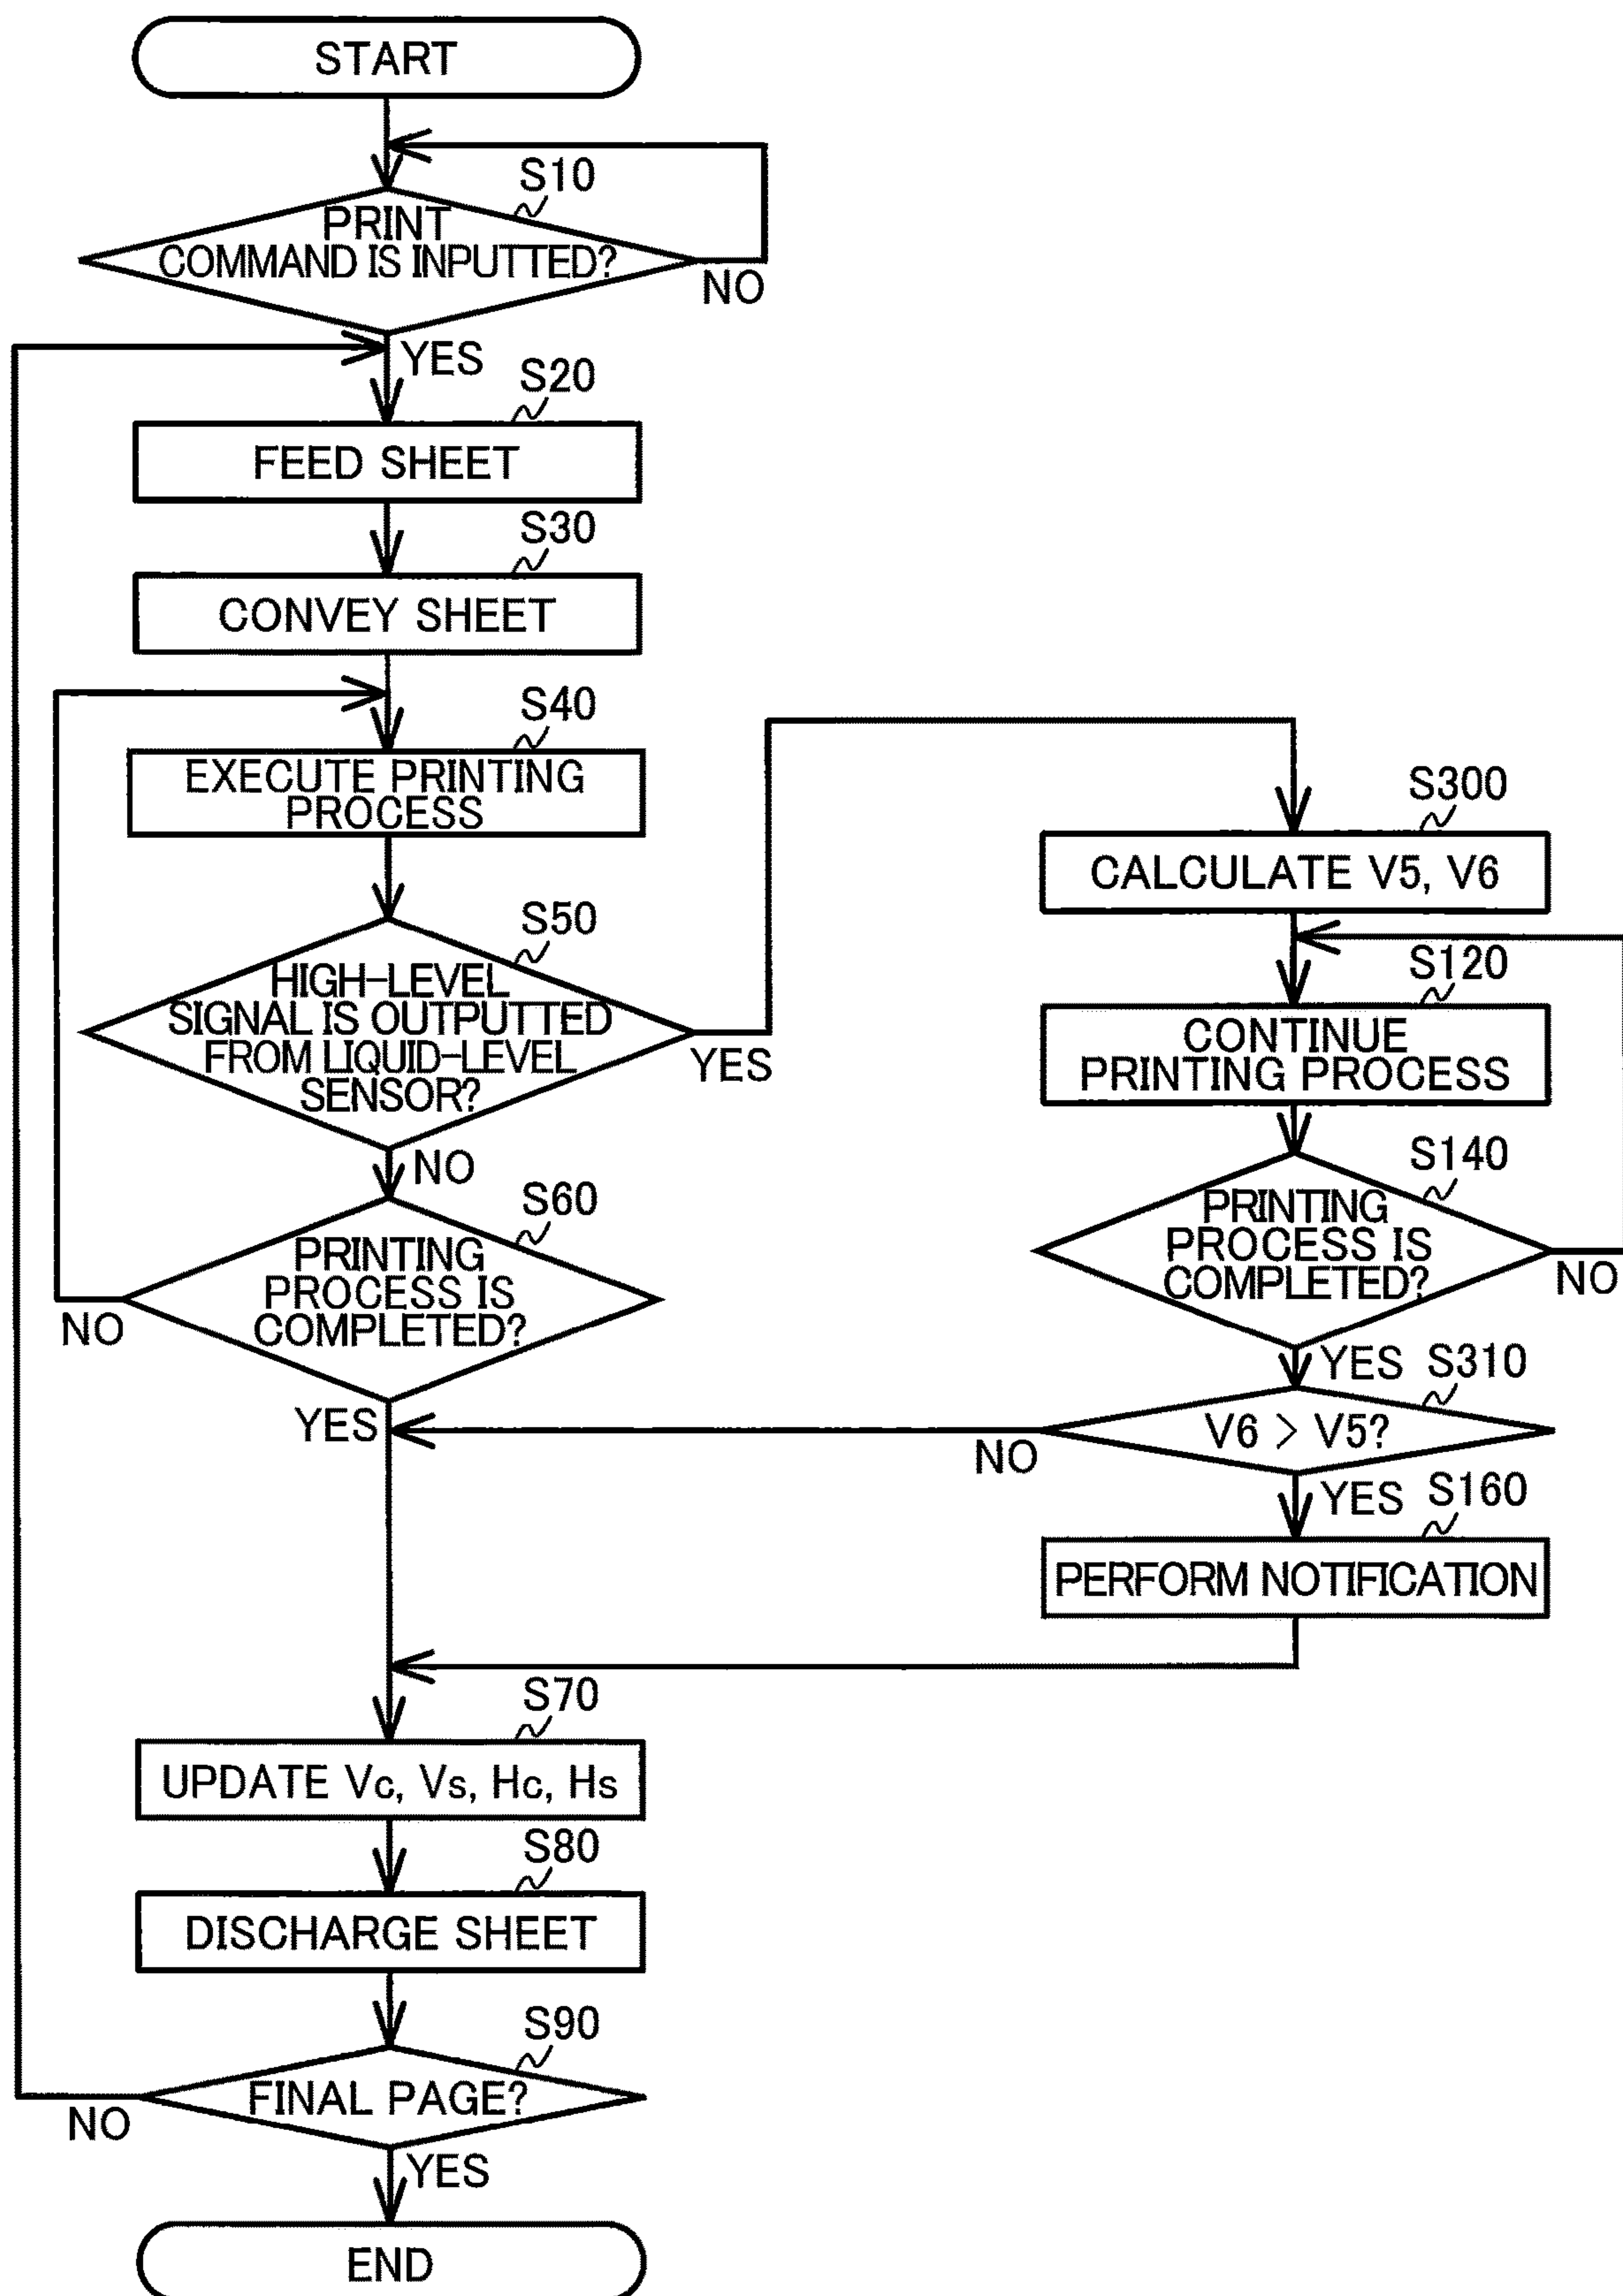 START
S10
PRINT
COMMAND IS INPUTTED?
NO
YES
S20
FEED SHEET
S30
CONVEY SHEET
S40
EXECUTE PRINTING
PROCESS
S50
HIGH-LEVEL
SIGNAL IS OUTPUTTED
FROM LIQUID-LEVEL
SENSOR?
YES
NO
S60
PRINTING
PROCESS IS
COMPLETED?
NO
YES
S300
CALCULATE V5, V6
S120
CONTINUE
PRINTING PROCESS
S140
PRINTING
PROCESS IS
COMPLETED?
NO
YES
S310
V6 > V5?
NO
YES
S160
PERFORM NOTIFICATION
S70
UPDATE Vc, Vs, Hc, Hs
S80
DISCHARGE SHEET
S90
FINAL PAGE?
NO
YES
END